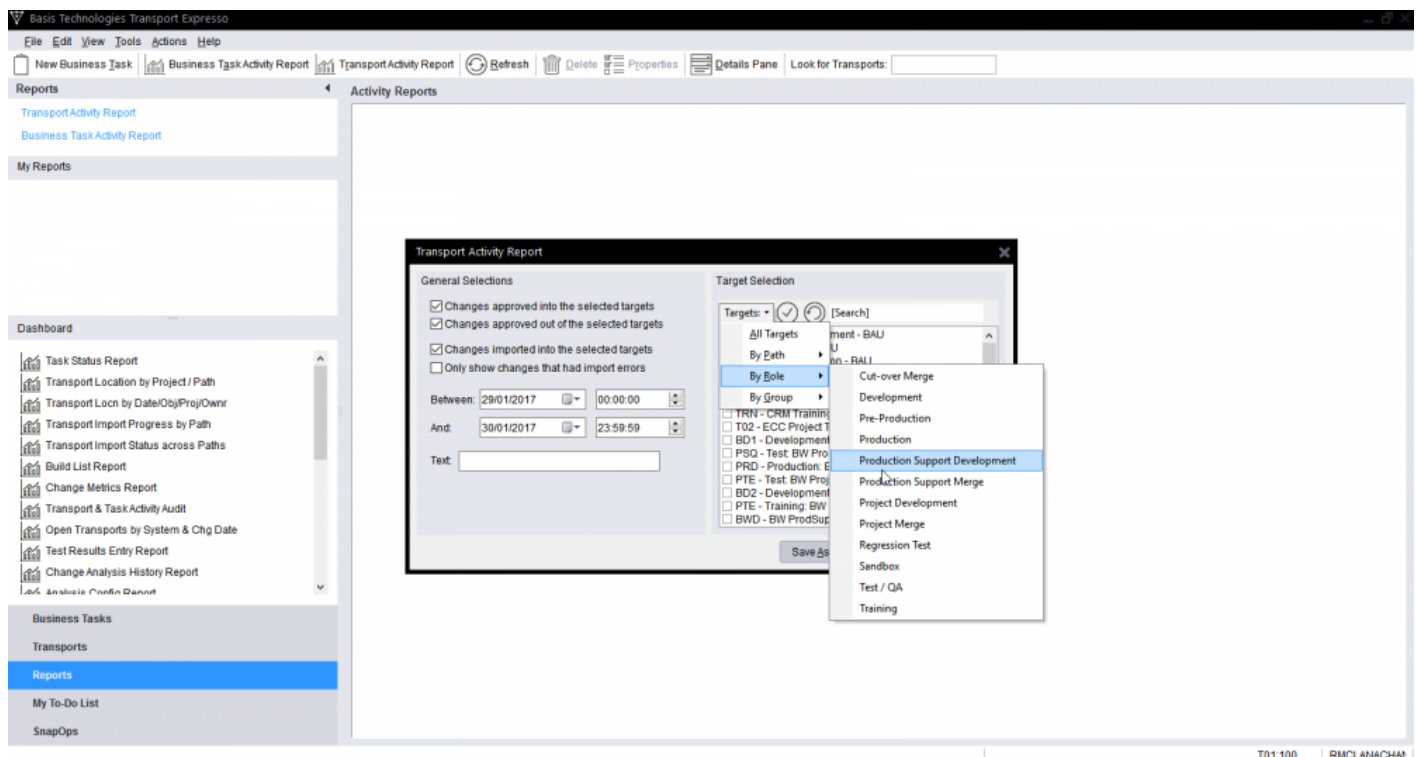 Basis Technologies Transport Expresso
File Edit View Tools Actions Help
New Business Task Business Task Activity Report Transport Activity Report Refresh Delete Properties Details Pane Look for Transports:
Reports
Transport Activity Report
Business Task Activity Report
My Reports
Dashboard
Task Status Report
Transport Location by Project / Path
Transport Locn by Date/Obj/Proj/Ownr
Transport Import Progress by Path
Transport Import Status across Paths
Build List Report
Change Metrics Report
Transport & Task Activity Audit
Open Transports by System & Chg Date
Test Results Entry Report
Change Analysis History Report
Analysis Config Report
Business Tasks
Transports
Reports
My To-Do List
SnapOps
Activity Reports
Transport Activity Report
General Selections
Changes approved into the selected targets
Changes approved out of the selected targets
Changes imported into the selected targets
Only show changes that had import errors
Between: 29/01/2017 00:00:00
And: 30/01/2017 23:59:59
Text:
Target Selection
Targets: [Search]
ment - BAU
U
on - BAU
TRN - CRM Training
T02 - ECC Project T
BD1 - Development
PSQ - Test: BW Pro
PRD - Production: E
PTE - Test: BW Proj
BD2 - Development
PTE - Training: BW
BWD - BW ProdSup
Save As
All Targets
By Path
By Role
By Group
Cut-over Merge
Development
Pre-Production
Production
Production Support Development
Production Support Merge
Project Development
Project Merge
Regression Test
Sandbox
Test / QA
Training
T01:100 RMCLANACHAN